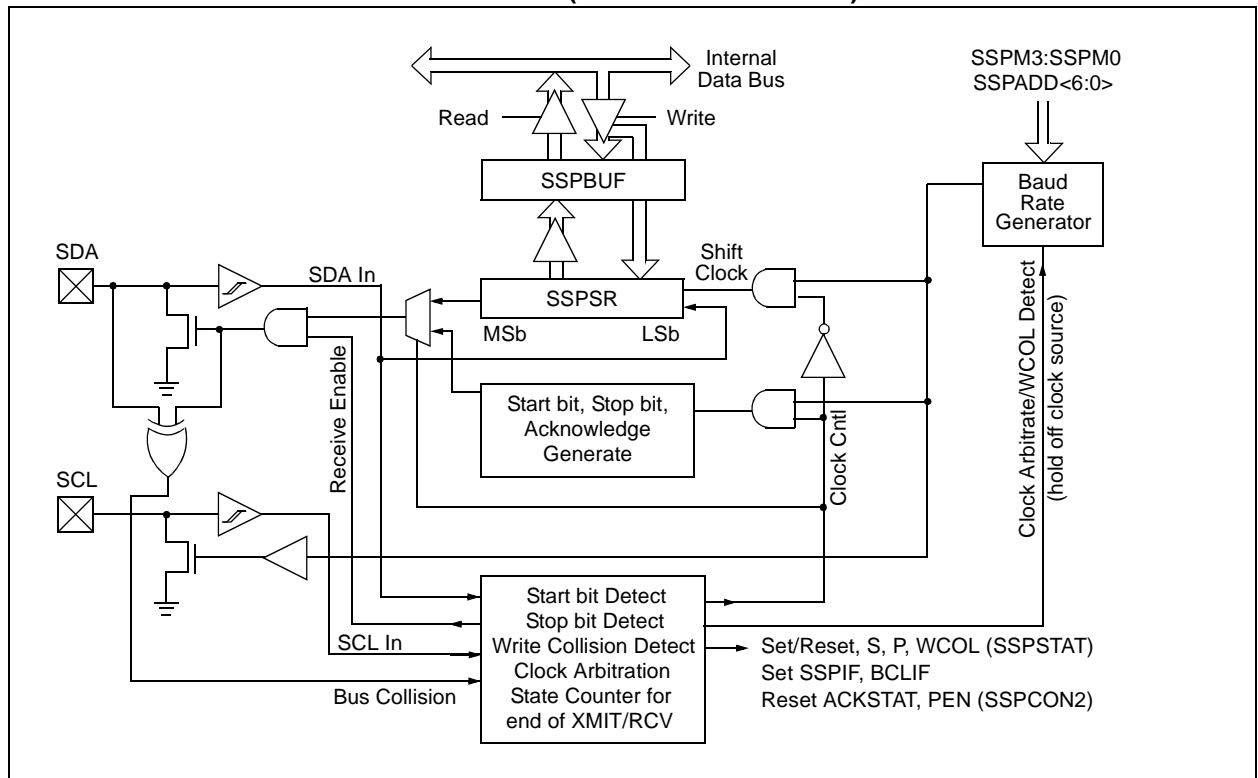 Internal
Data Bus
SSPM3:SSPM0
SSPADD<6:0>
Read
Write
SSPBUF
Baud
Rate
Generator
SDA
SDA In
Shift
Clock
SSPSR
MSb
LSb
Receive Enable
Start bit, Stop bit,
Acknowledge
Generate
Clock Cntl
Clock Arbitrate/WCOL Detect
(hold off clock source)
SCL
SCL In
Bus Collision
Start bit Detect
Stop bit Detect
Write Collision Detect
Clock Arbitration
State Counter for
end of XMIT/RCV
Set/Reset, S, P, WCOL (SSPSTAT)
Set SSPIF, BCLIF
Reset ACKSTAT, PEN (SSPCON2)